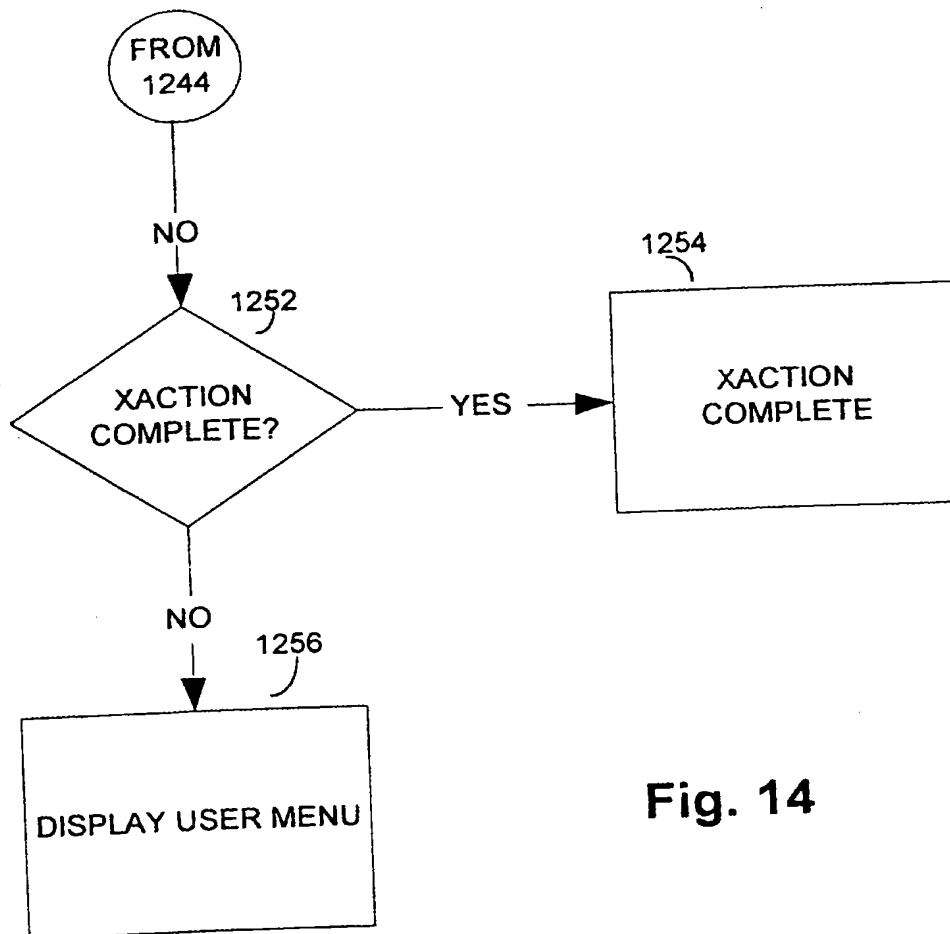 FROM
1244
NO
1252
XACTION
COMPLETE?
YES
1254
XACTION
COMPLETE
NO
1256
DISPLAY USER MENU
Fig. 14